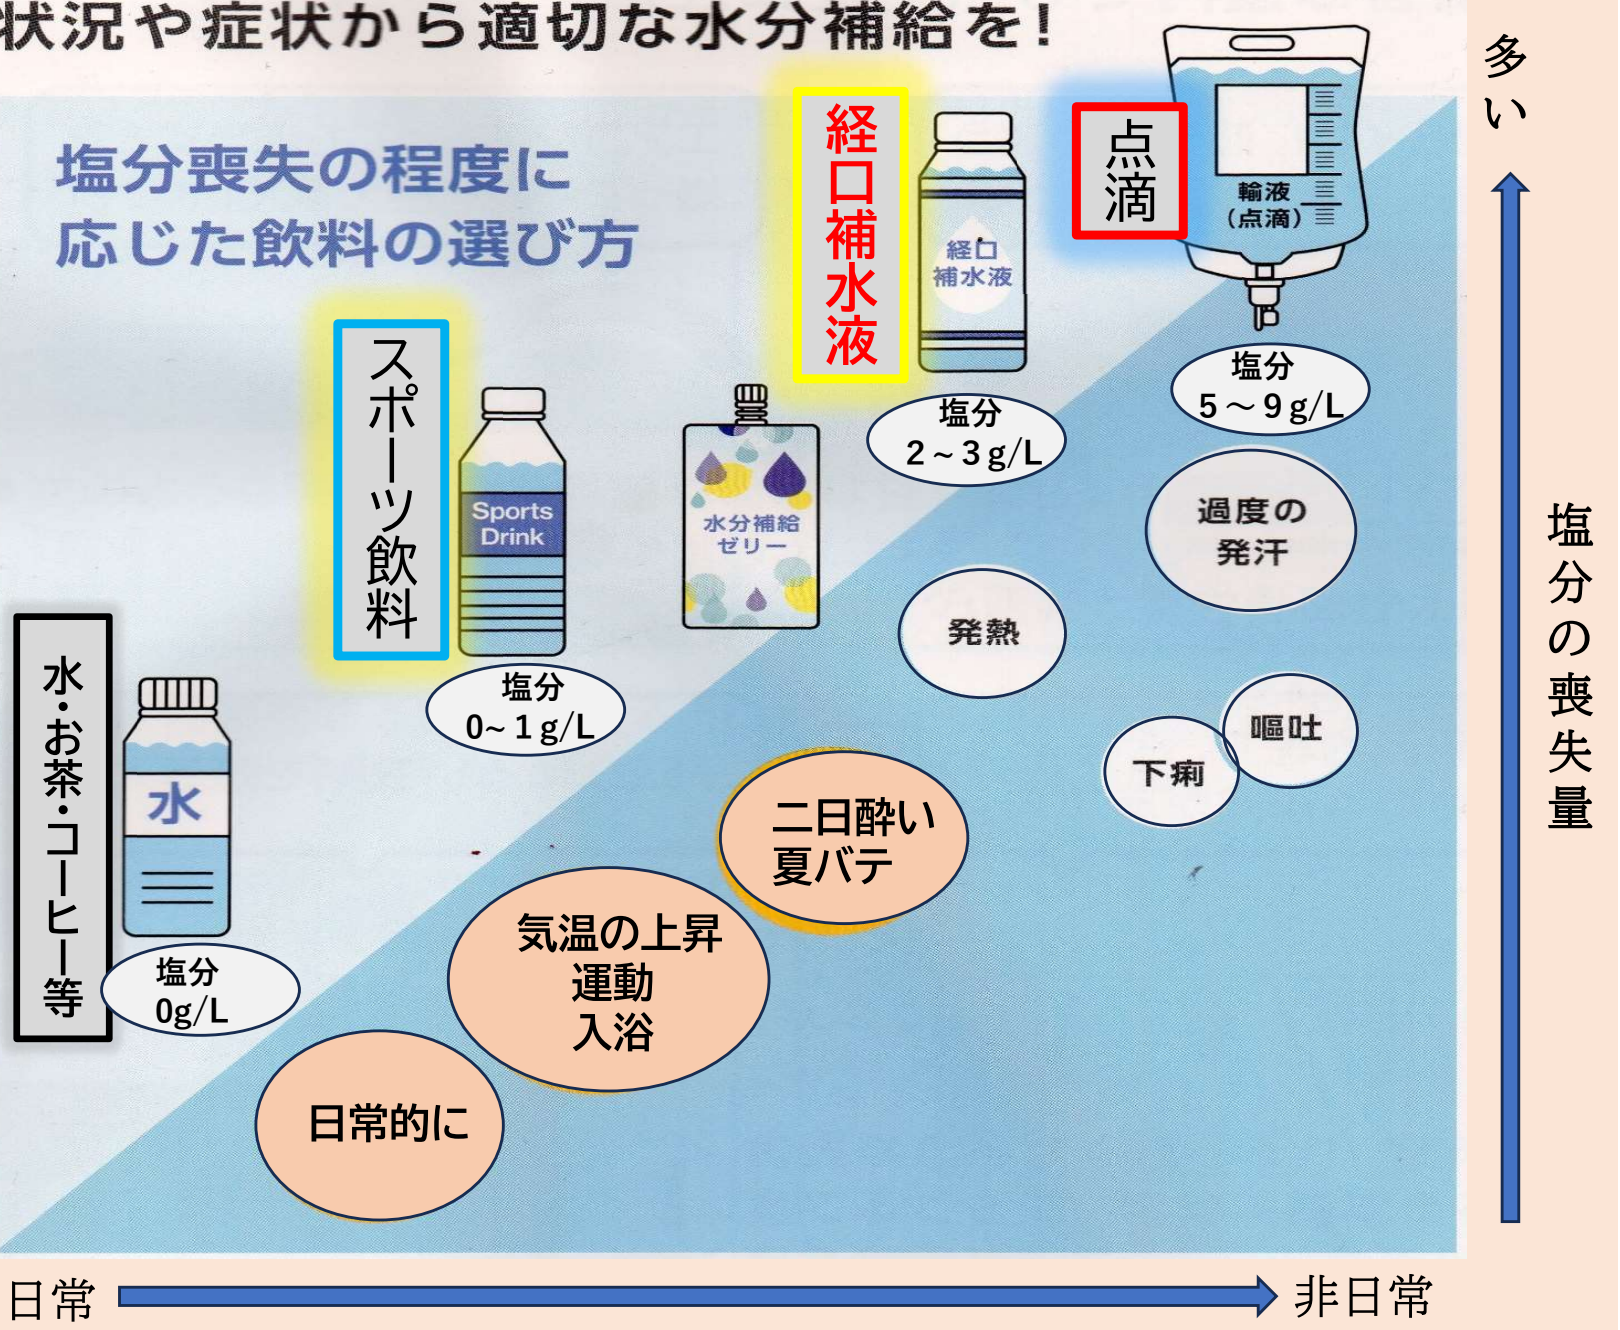 状況や症状から適切な水分補給を!
塩分喪失の程度に
応じた飲料の選び方
多い
塩分の喪失量
点滴
輸液
(点滴)
塩分
5～9g/L
経口補水液
経口
補水液
塩分
2~3g/L
水分補給
ゼリー
スポーツ飲料
Sports
Drink
塩分
0~1g/L
水・お茶・コーヒー等
水
塩分
0g/L
過度の
発汗
発熱
嘔吐
下痢
二日酔い
夏バテ
気温の上昇
運動
入浴
日常的に
日常
非日常